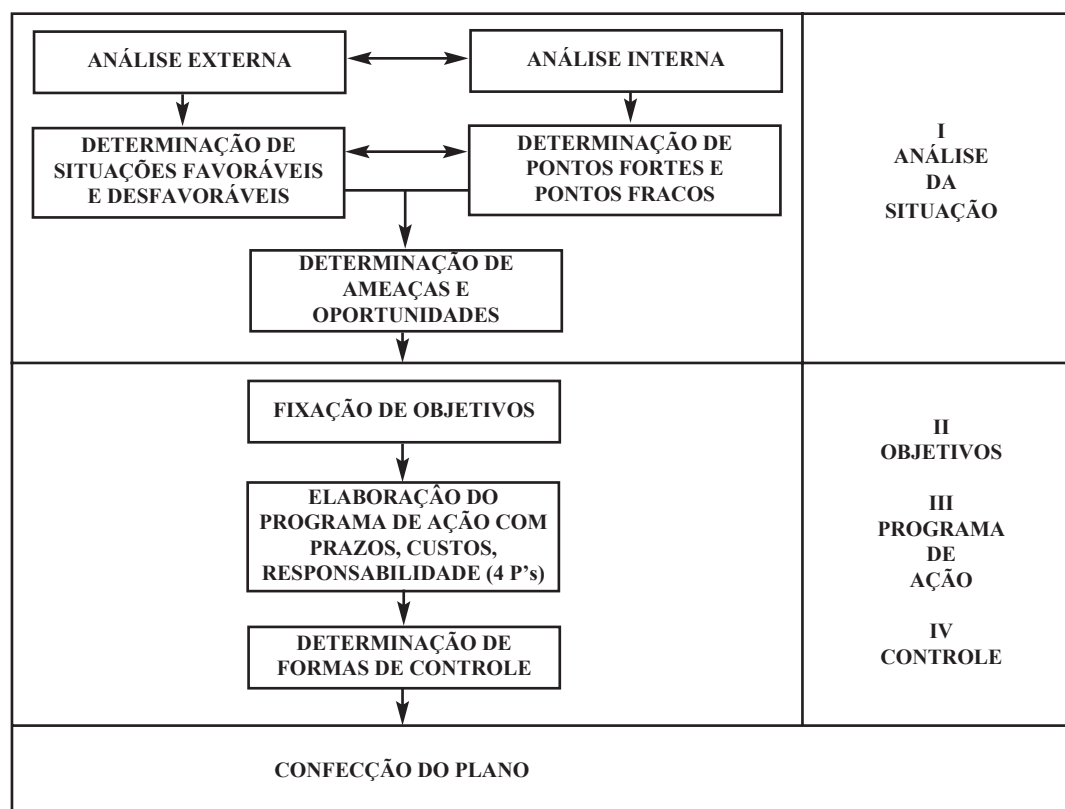 ANÁLISE EXTERNA
ANÁLISE INTERNA
DETERMINAÇÃO DE
SITUAÇÕES FAVORÁVEIS
E DESFAVORÁVEIS
DETERMINAÇÃO DE
PONTOS FORTES E
PONTOS FRACOS
DETERMINAÇÃO DE
AMEAÇAS E
OPORTUNIDADES
I
ANÁLISE
DA
SITUAÇÃO
FIXAÇÃO DE OBJETIVOS
ELABORAÇÂO DO
PROGRAMA DE AÇÃO COM
PRAZOS, CUSTOS,
RESPONSABILIDADE (4 P’s)
DETERMINAÇÃO DE
FORMAS DE CONTROLE
II
OBJETIVOS
III
PROGRAMA
DE
AÇÃO
IV
CONTROLE
CONFECÇÃO DO PLANO